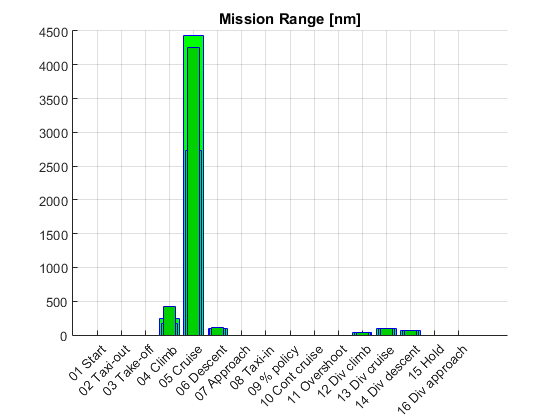 Mission Range [nm]
4500
4000
3500
3000
2500
2000
1500
1000
500
0
01 Start
02 Taxi-out
03 Take-off
04 Climb
05 Cruise
06 Descent
07 Approach
08 Taxi-in
09 % policy
10 Cont cruise
11 Overshoot
12 Div climb
13 Div cruise
14 Div descent
15 Hold
16 Div approach